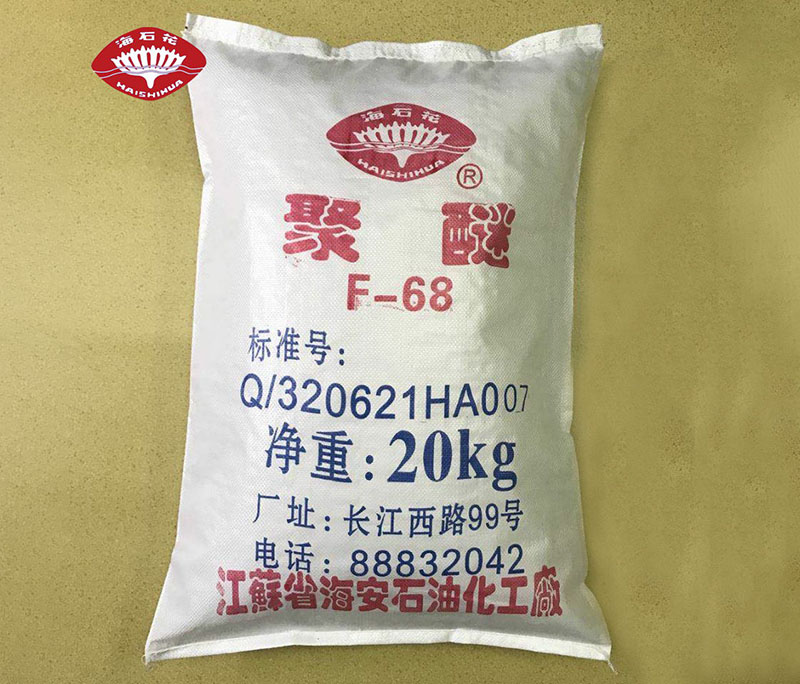 海石花
HAISHIHUA
海石花
HAISHIHUA
®
聚 醚
F-68
标准号：
Q/320621HA007
净重：20kg
厂址：长江西路99号
电话：88832042
江蘇省海安石油化工廠